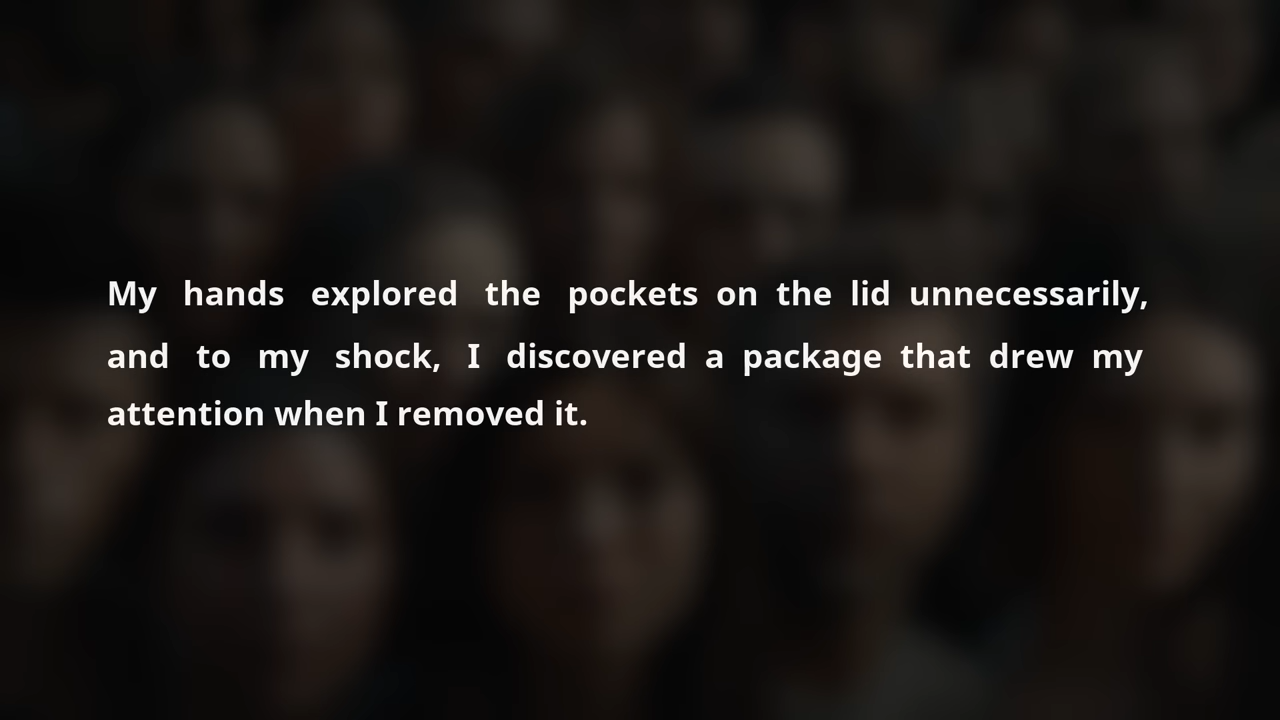 My hands explored the pockets on the lid unnecessarily,
and to my shock, I discovered a package that drew my
attention when I removed it.